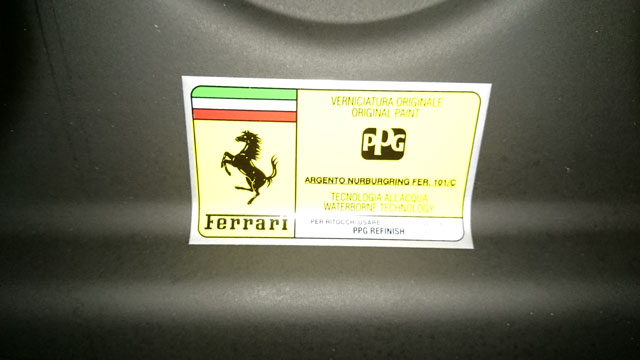 VERNICIATURA ORIGINALE
ORIGINAL PAINT
PPG
ARGENTO NURBURGRING FER. 101/C
TECNOLOGIA ALL'ACQUA
WATERBORNE TECHNOLOGY
Ferrari
PER RITOCCHI USARE
PPG REFINISH